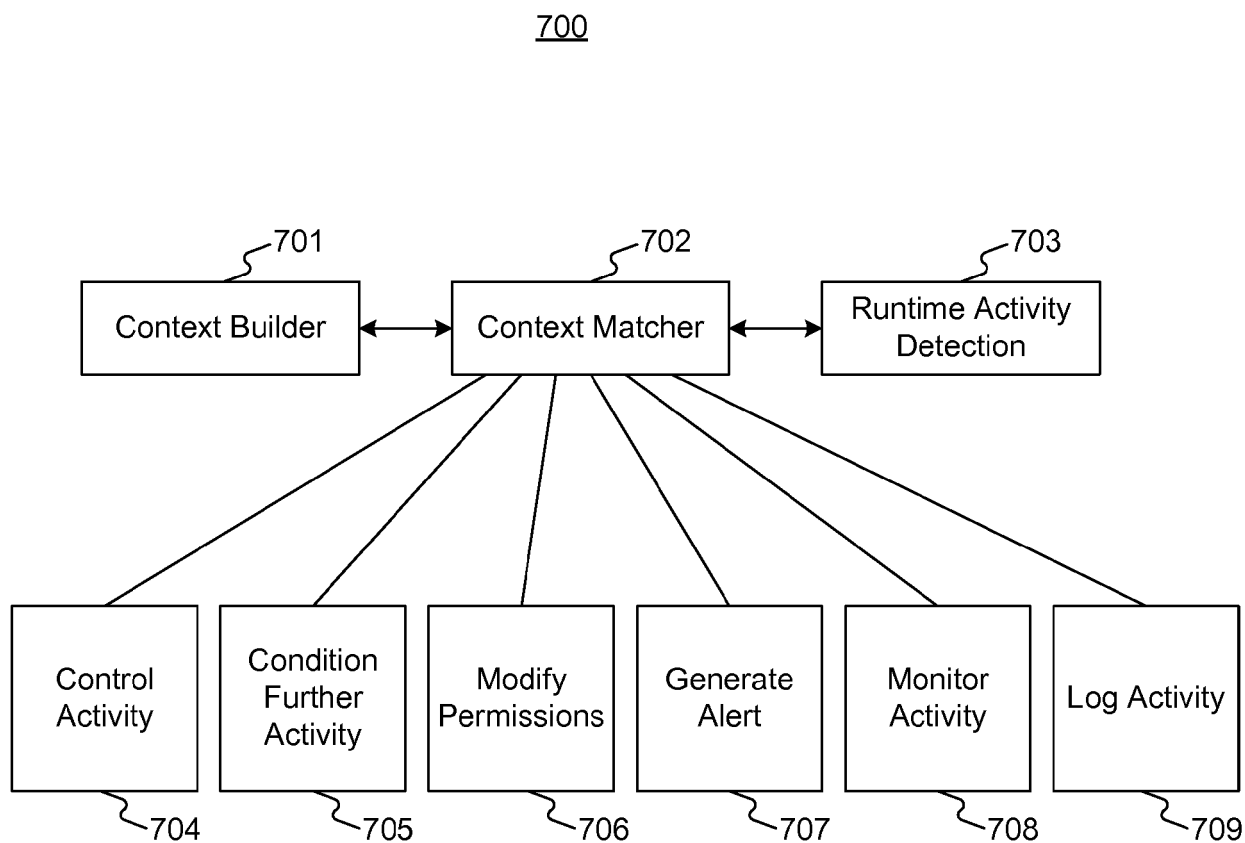 700
701
702
703
Context Builder
Context Matcher
Runtime Activity
Detection
Control
Activity
Condition
Further
Activity
Modify
Permissions
Generate
Alert
Monitor
Activity
Log Activity
704
705
706
707
708
709